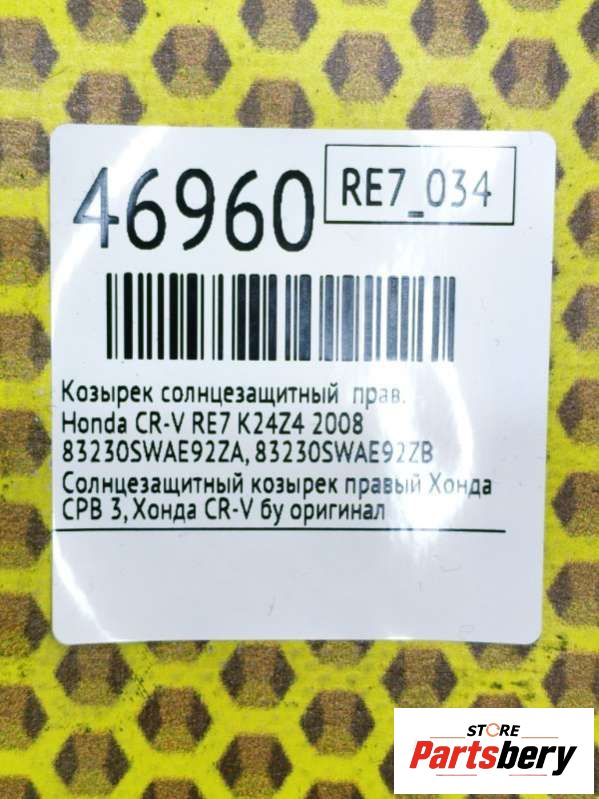 46960
RE7_034
Козырек солнцезащитный прав.
Honda CR-V RE7 K24Z4 2008
83230SWAE92ZA, 83230SWAE92ZB
Солнцезащитный козырек правый Хонда
СРВ 3, Хонда CR-V бу оригинал
STORE
Partsbery